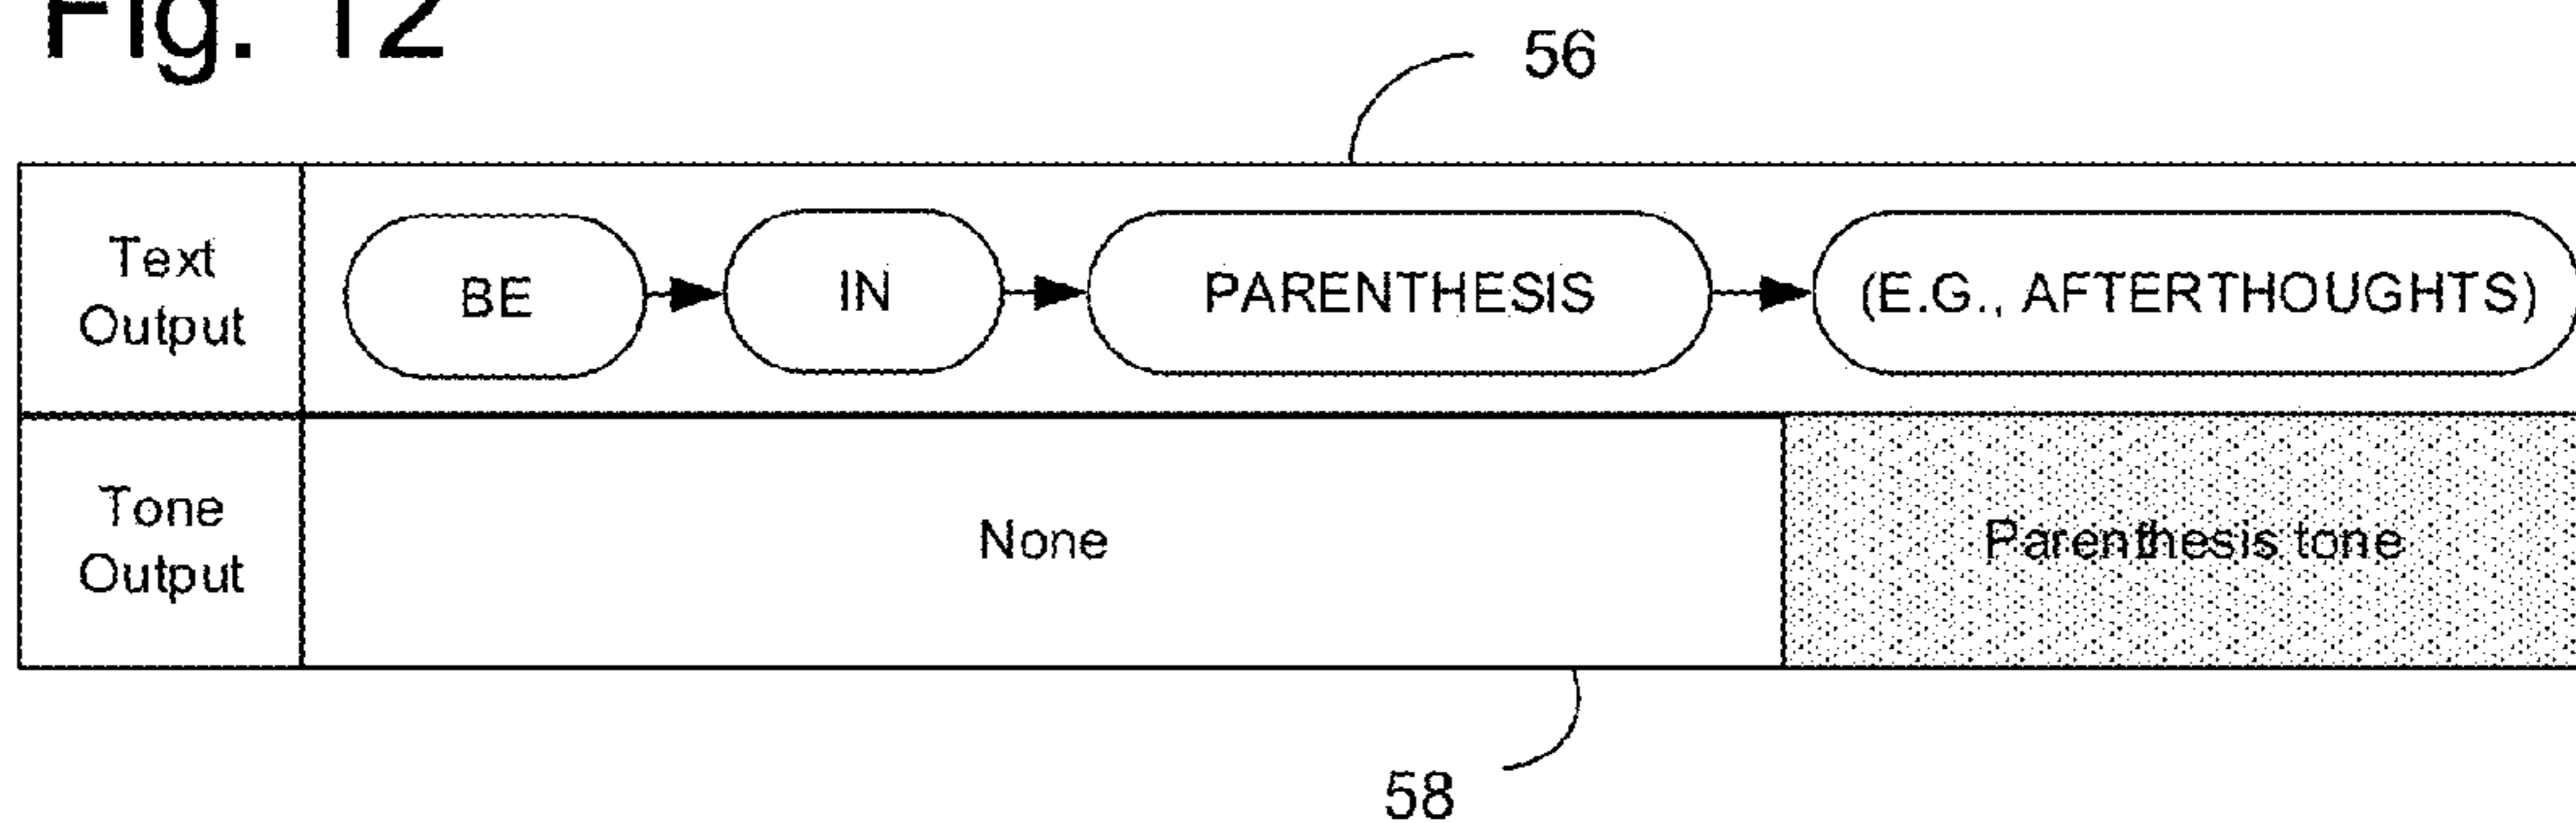 Fig. 12
56
Text
Output
BE
IN
PARENTHESIS
(E.G., AFTERTHOUGHTS)
Tone
Output
None
Parenthesis tone
58